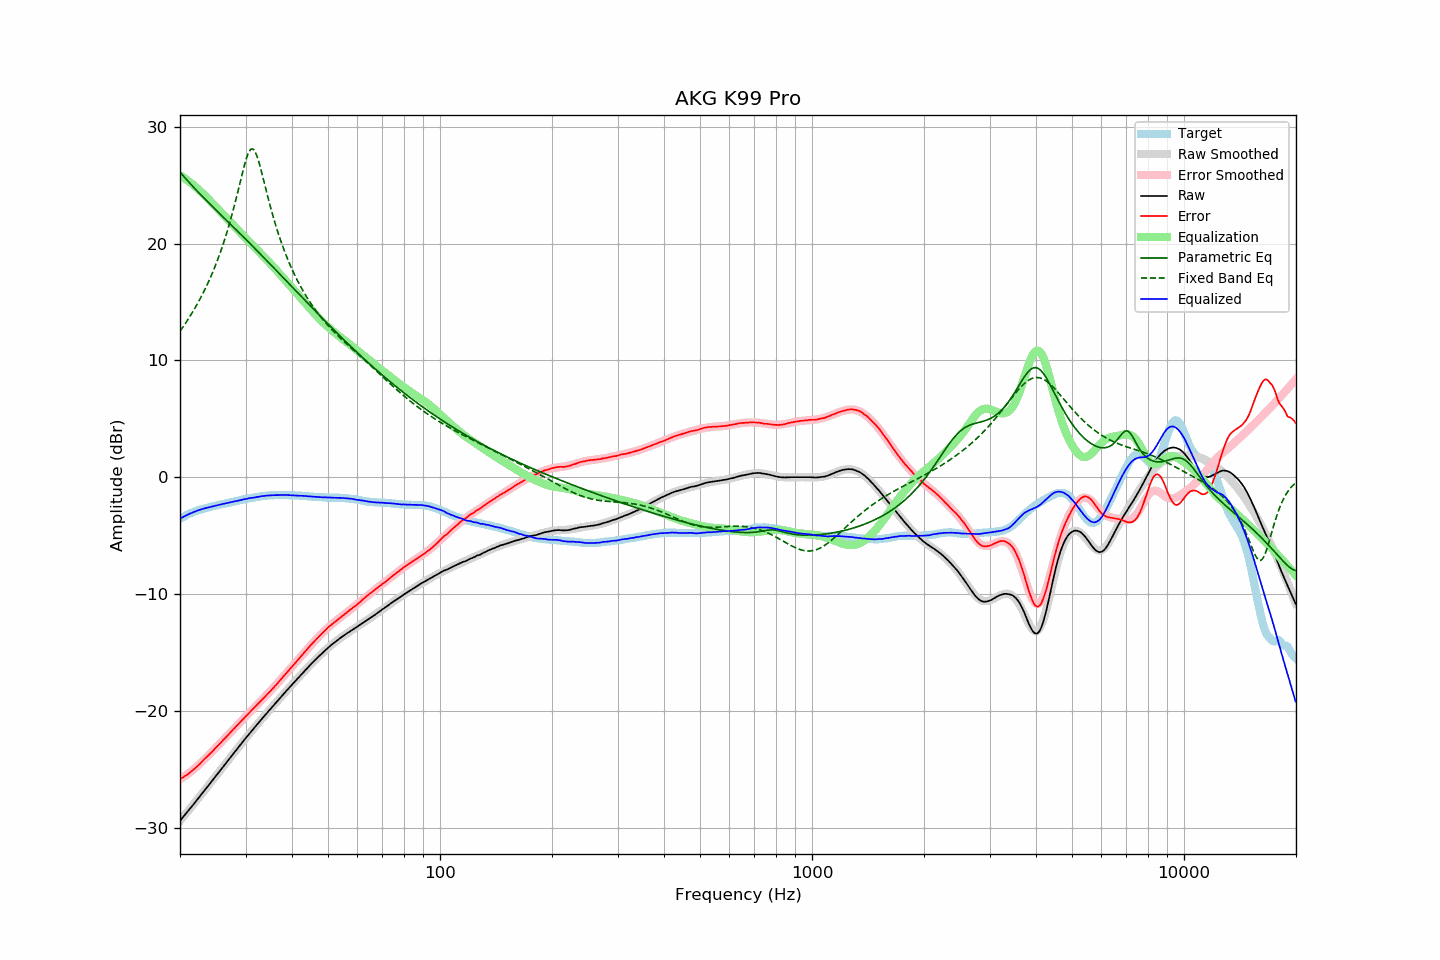 AKG K99 Pro
30
20
10
0
−10
−20
−30
Amplitude (dBr)
100
1000
10000
Frequency (Hz)
Target
Raw Smoothed
Error Smoothed
Raw
Error
Equalization
Parametric Eq
Fixed Band Eq
Equalized